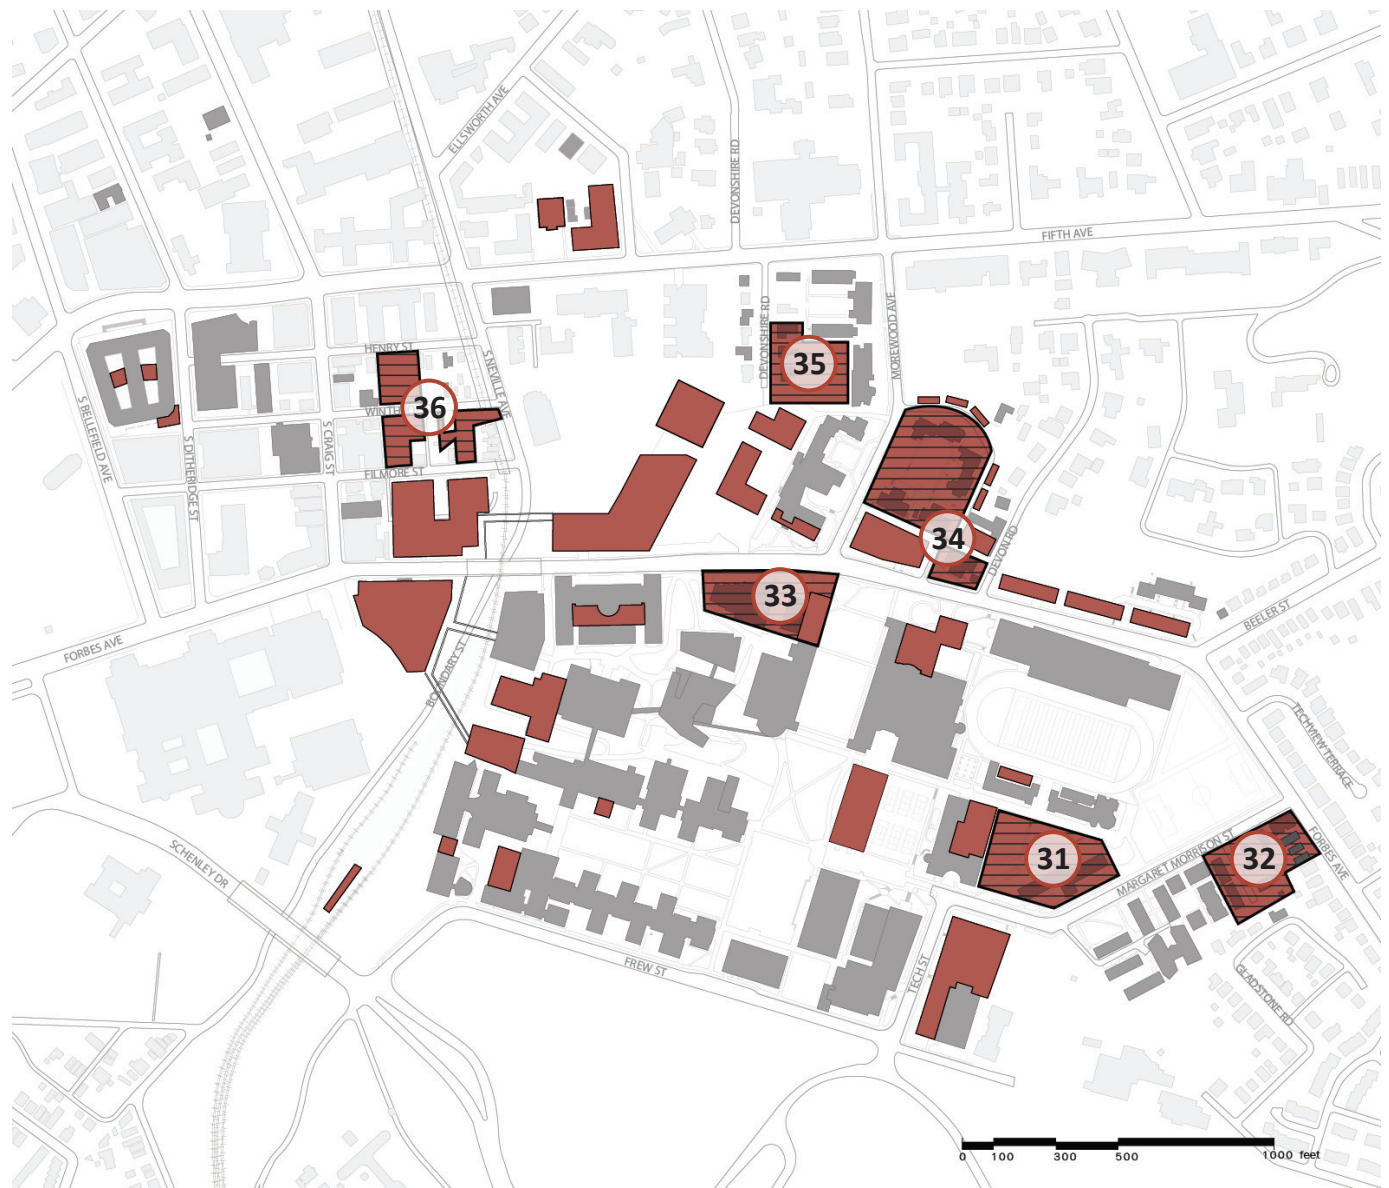 ELLSWORTH AVE
DEVONSHIRE RD
FIFTH AVE
HENRY ST
DEVONSHIRE RD
MOREWOOD AVE
35
S NEVILLE AVE
36
WINTE
S BELLEFIELD AVE
S DITHERIDGE ST
S CRAIG ST
FILMORE ST
34
DEVON RD
33
BEELER ST
FORBES AVE
BOUNDARY ST
TECHVIEW TERRACE
31
32
MARGARET MORRISON ST
FORBES AVE
SCHENLEY DR
FREW ST
TECH ST
GLADSTONE RD
0 100 300 500 1000 feet